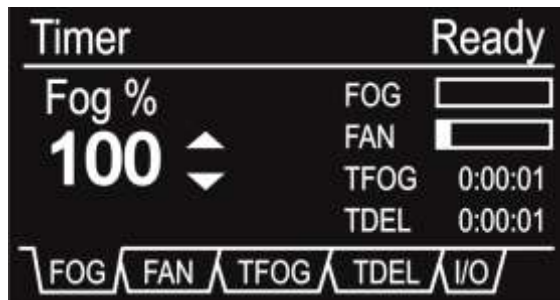 Timer Ready
Fog %
100
FOG
FAN
TFOG 0:00:01
TDEL 0:00:01
FOG FAN TFOG TDEL I/O